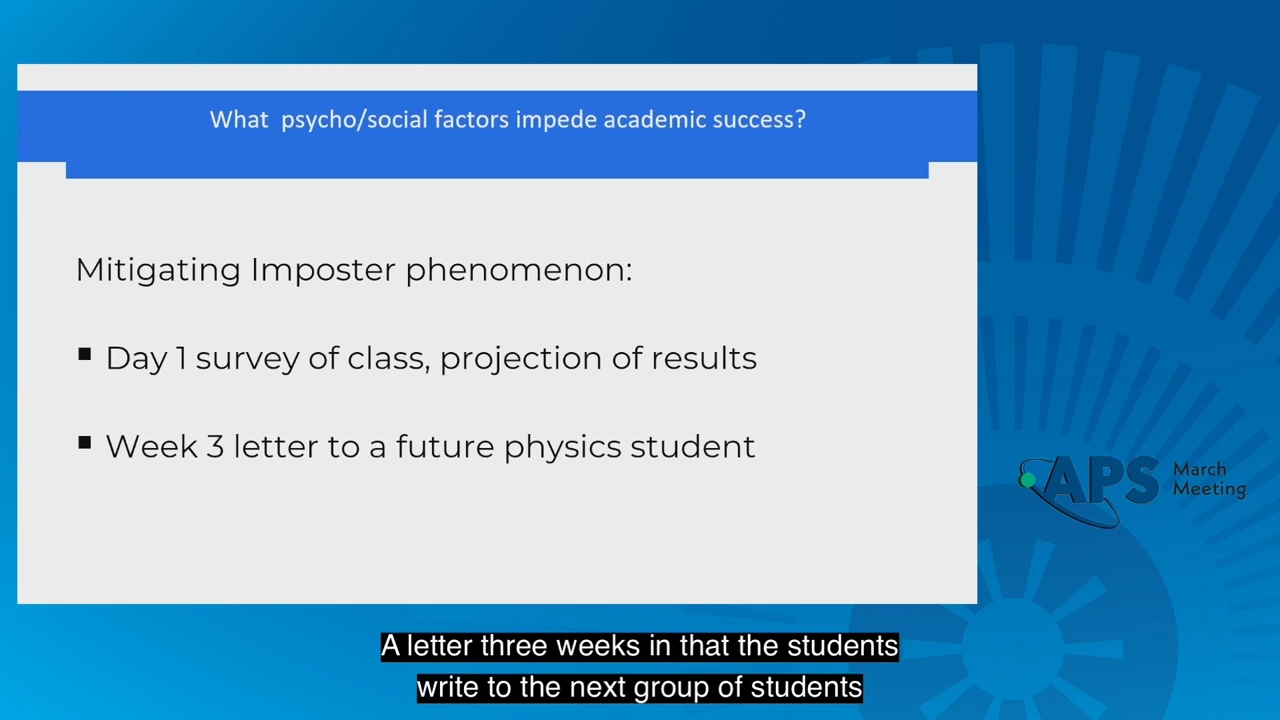 What psycho/social factors impede academic success?
Mitigating Imposter phenomenon:
▪ Day 1 survey of class, projection of results
▪ Week 3 letter to a future physics student
APS March
Meeting
A letter three weeks in that the students
write to the next group of students